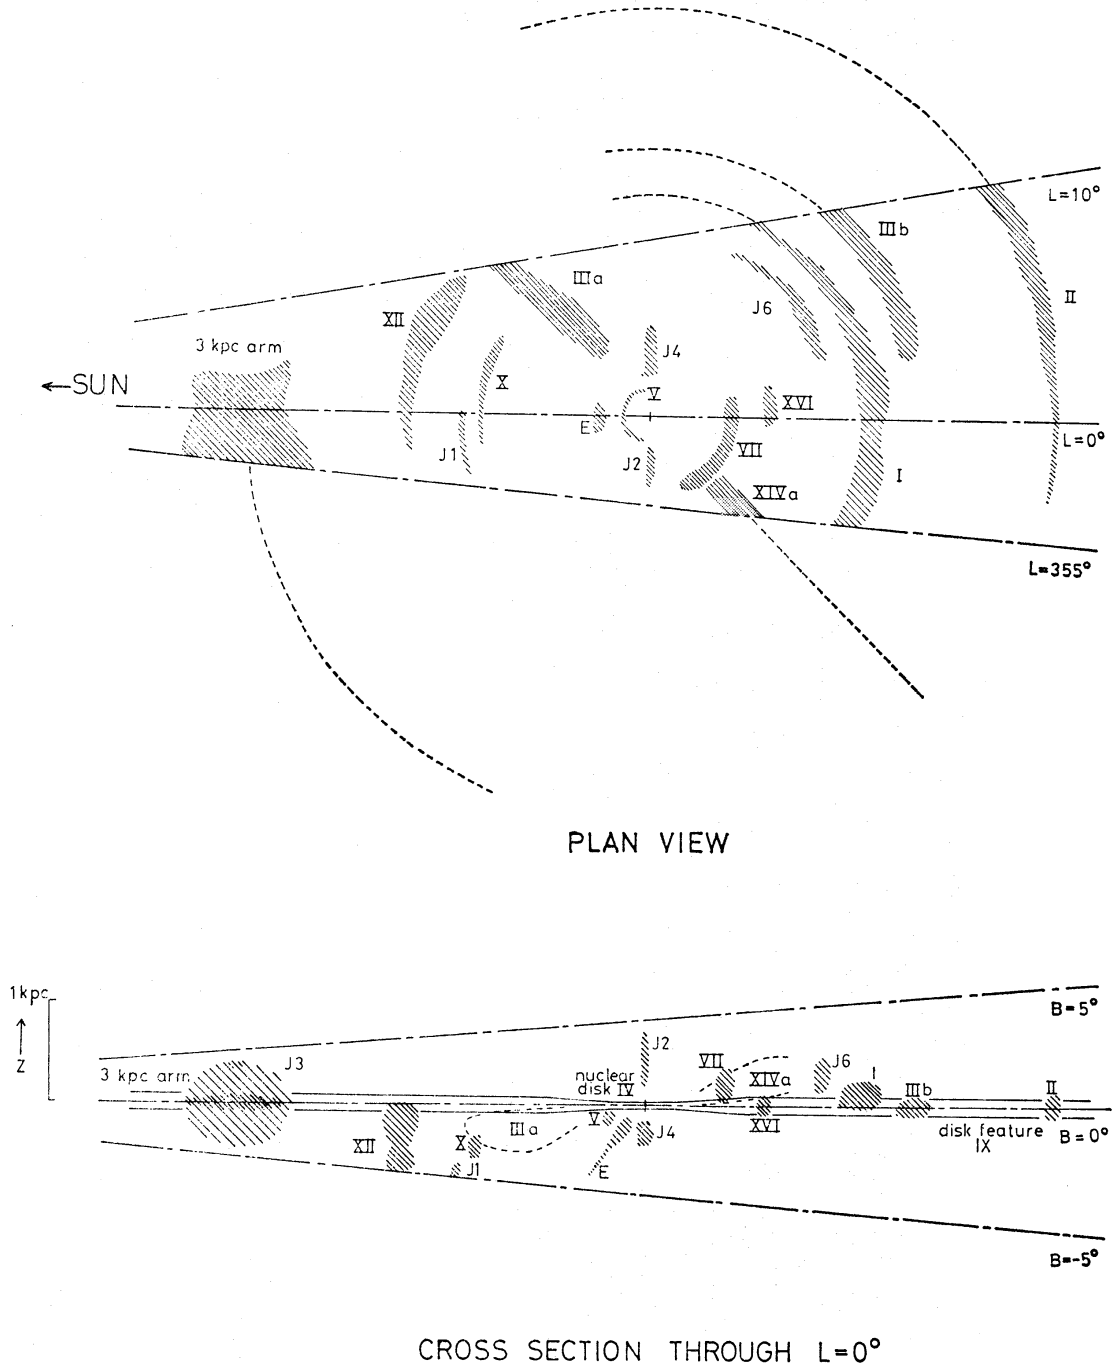 L=10°
IIIb
IIIa
II
J6
XII
3 kpc arm
J4
X
←SUN
V
XVI
E
L=0°
J1
J2
VII
I
XIVa
L=355°
PLAN VIEW
1kpc
B=5°
↑
Z
J2
J3
VII
J6
I
3 kpc arm
nuclear
disk IV
XIVa
IIIb
II
V
IIIa
J4
XVI
disk feature
IX
B=0°
XII
X
J1
E
B=-5°
CROSS SECTION THROUGH L=0°